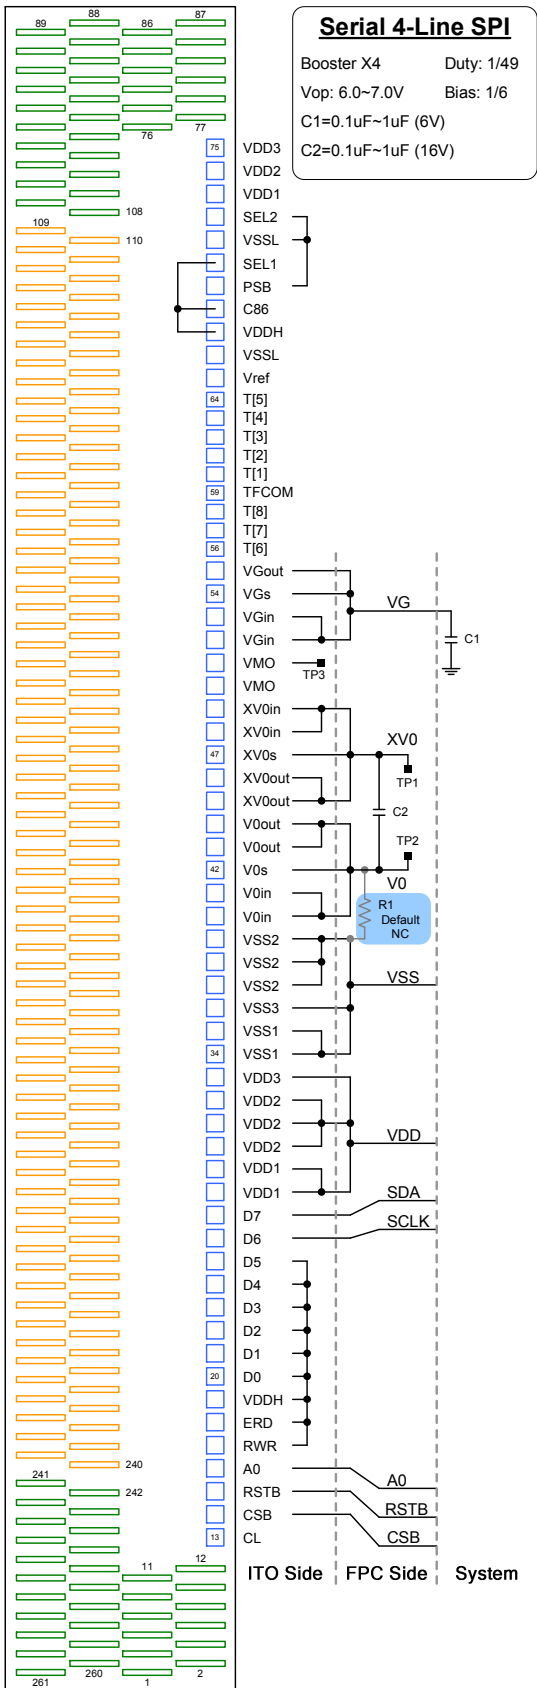 89
88
86
87
76
77
108
109
110
Serial 4-Line SPI
Booster X4 Duty: 1/49
Vop: 6.0~7.0V Bias: 1/6
C1=0.1uF~1uF (6V)
C2=0.1uF~1uF (16V)
75 VDD3
VDD2
VDD1
SEL2
VSSL
SEL1
PSB
C86
VDDH
VSSL
Vref
64 T[5]
T[4]
T[3]
T[2]
T[1]
59 TFCOM
T[8]
T[7]
56 T[6]
VGout
54 VGs
VG
VGin
VGin
C1
VMO
TP3
VMO
XV0in
XV0in
XV0
47 XV0s
TP1
XV0out
XV0out
C2
V0out
V0out
TP2
42 V0s
V0
R1
Default
NC
V0in
V0in
VSS2
VSS2
VSS2
VSS
VSS3
VSS1
34 VSS1
VDD3
VDD2
VDD2
VDD
VDD2
VDD1
VDD1
SDA
D7
SCLK
D6
D5
D4
D3
D2
D1
20 D0
VDDH
ERD
RWR
A0
A0
RSTB
RSTB
CSB
CSB
13 CL
240
241
242
11
12
ITO Side
FPC Side
System
261
260
1
2